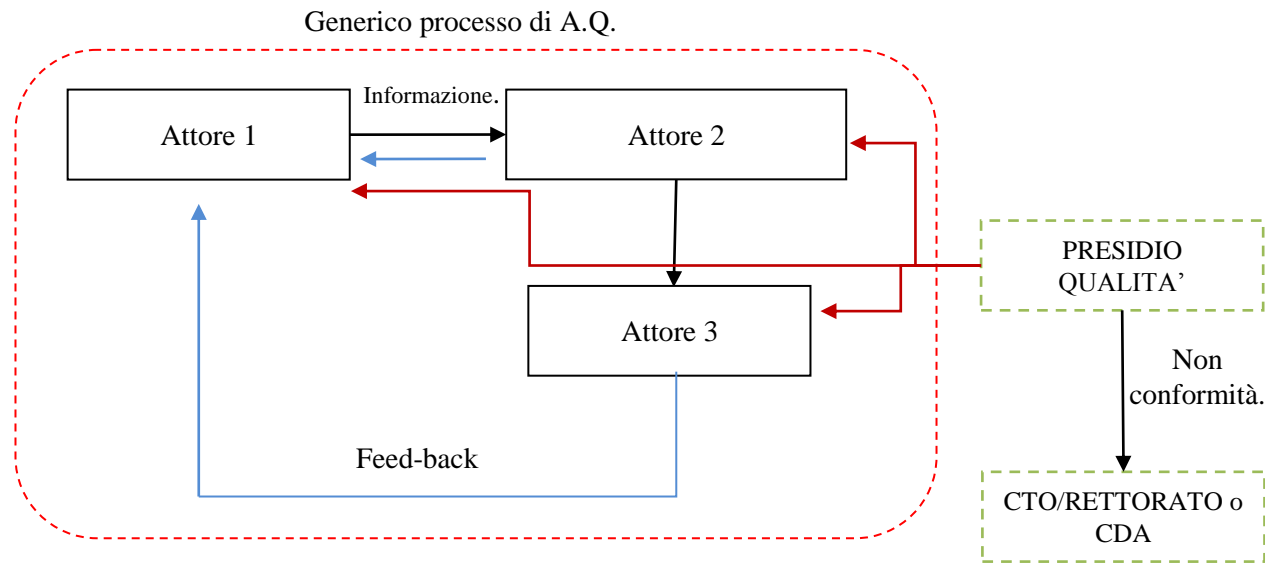 Generico processo di A.Q.
Informazione.
Attore 1
Attore 2
PRESIDIO
QUALITA’
Attore 3
Non
conformità.
Feed-back
CTO/RETTORATO o
CDA